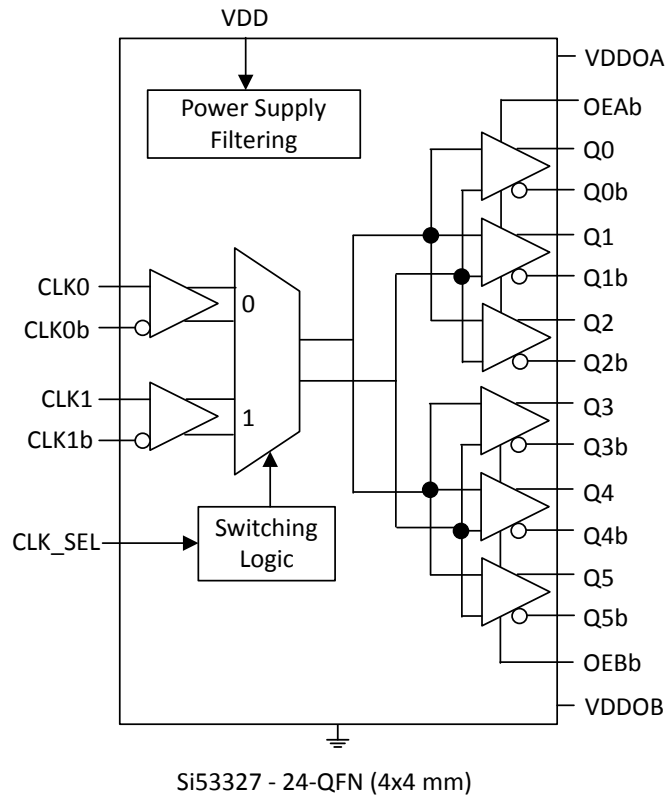 VDD
VDDOA
Power Supply
Filtering
OEAb
Q0
Q0b
Q1
Q1b
Q2
Q2b
CLK0
CLK0b
0
CLK1
CLK1b
1
Q3
Q3b
Q4
Q4b
Q5
Q5b
CLK_SEL
Switching
Logic
OEBb
VDDOB
Si53327 - 24-QFN (4x4 mm)